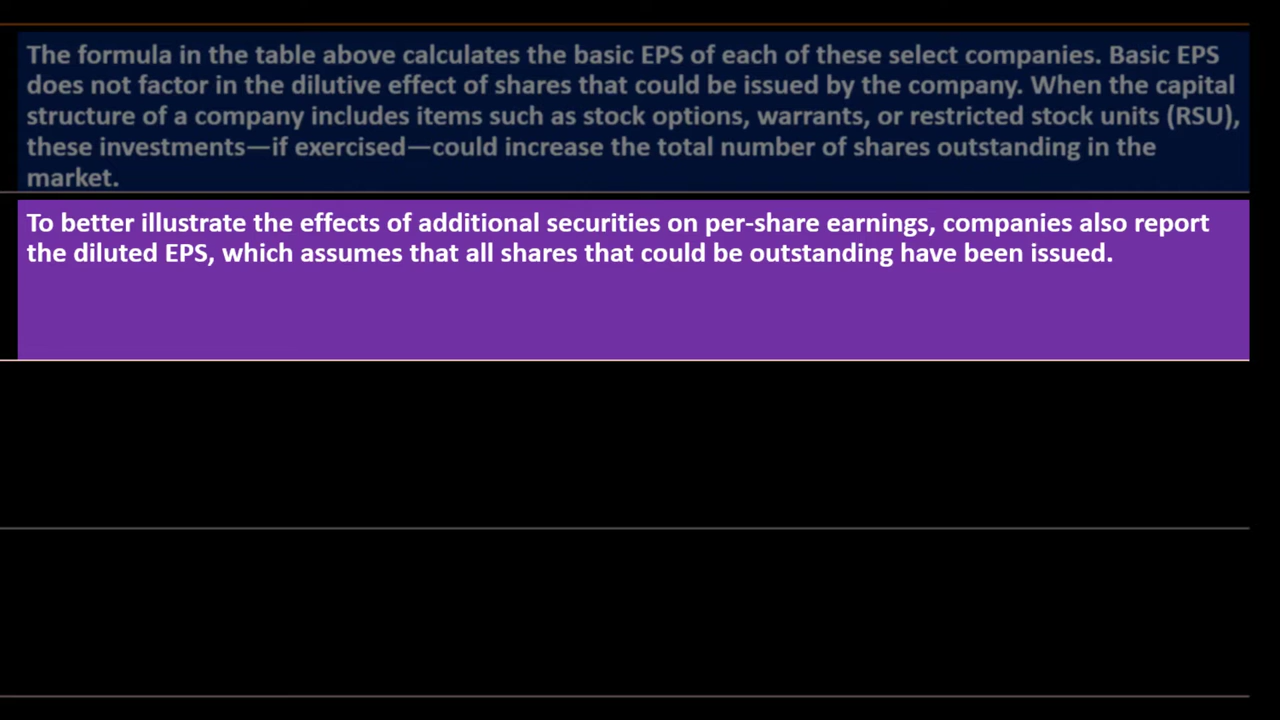 The formula in the table above calculates the basic EPS of each of these select companies. Basic EPS
does not factor in the dilutive effect of shares that could be issued by the company. When the capital
structure of a company includes items such as stock options, warrants, or restricted stock units (RSU),
these investments—if exercised—could increase the total number of shares outstanding in the
market.
To better illustrate the effects of additional securities on per-share earnings, companies also report
the diluted EPS, which assumes that all shares that could be outstanding have been issued.